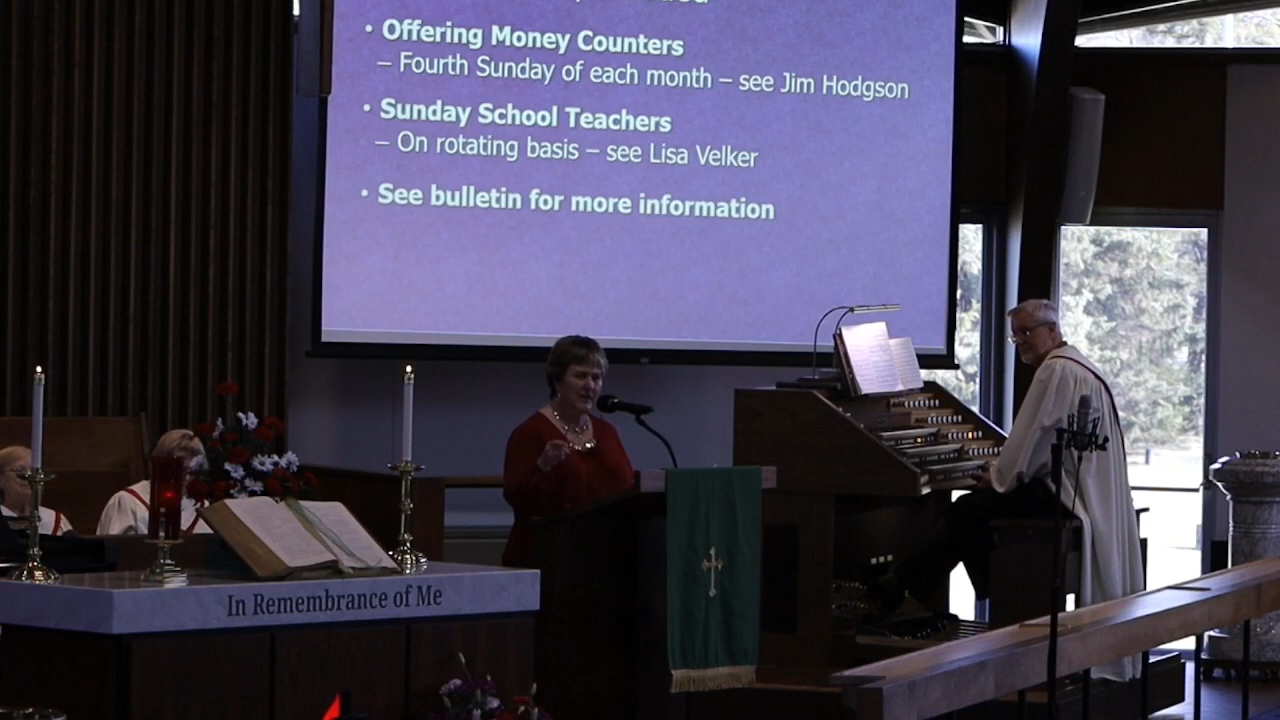 • Offering Money Counters
– Fourth Sunday of each month – see Jim Hodgson
• Sunday School Teachers
– On rotating basis – see Lisa Velker
• See bulletin for more information
In Remembrance of Me